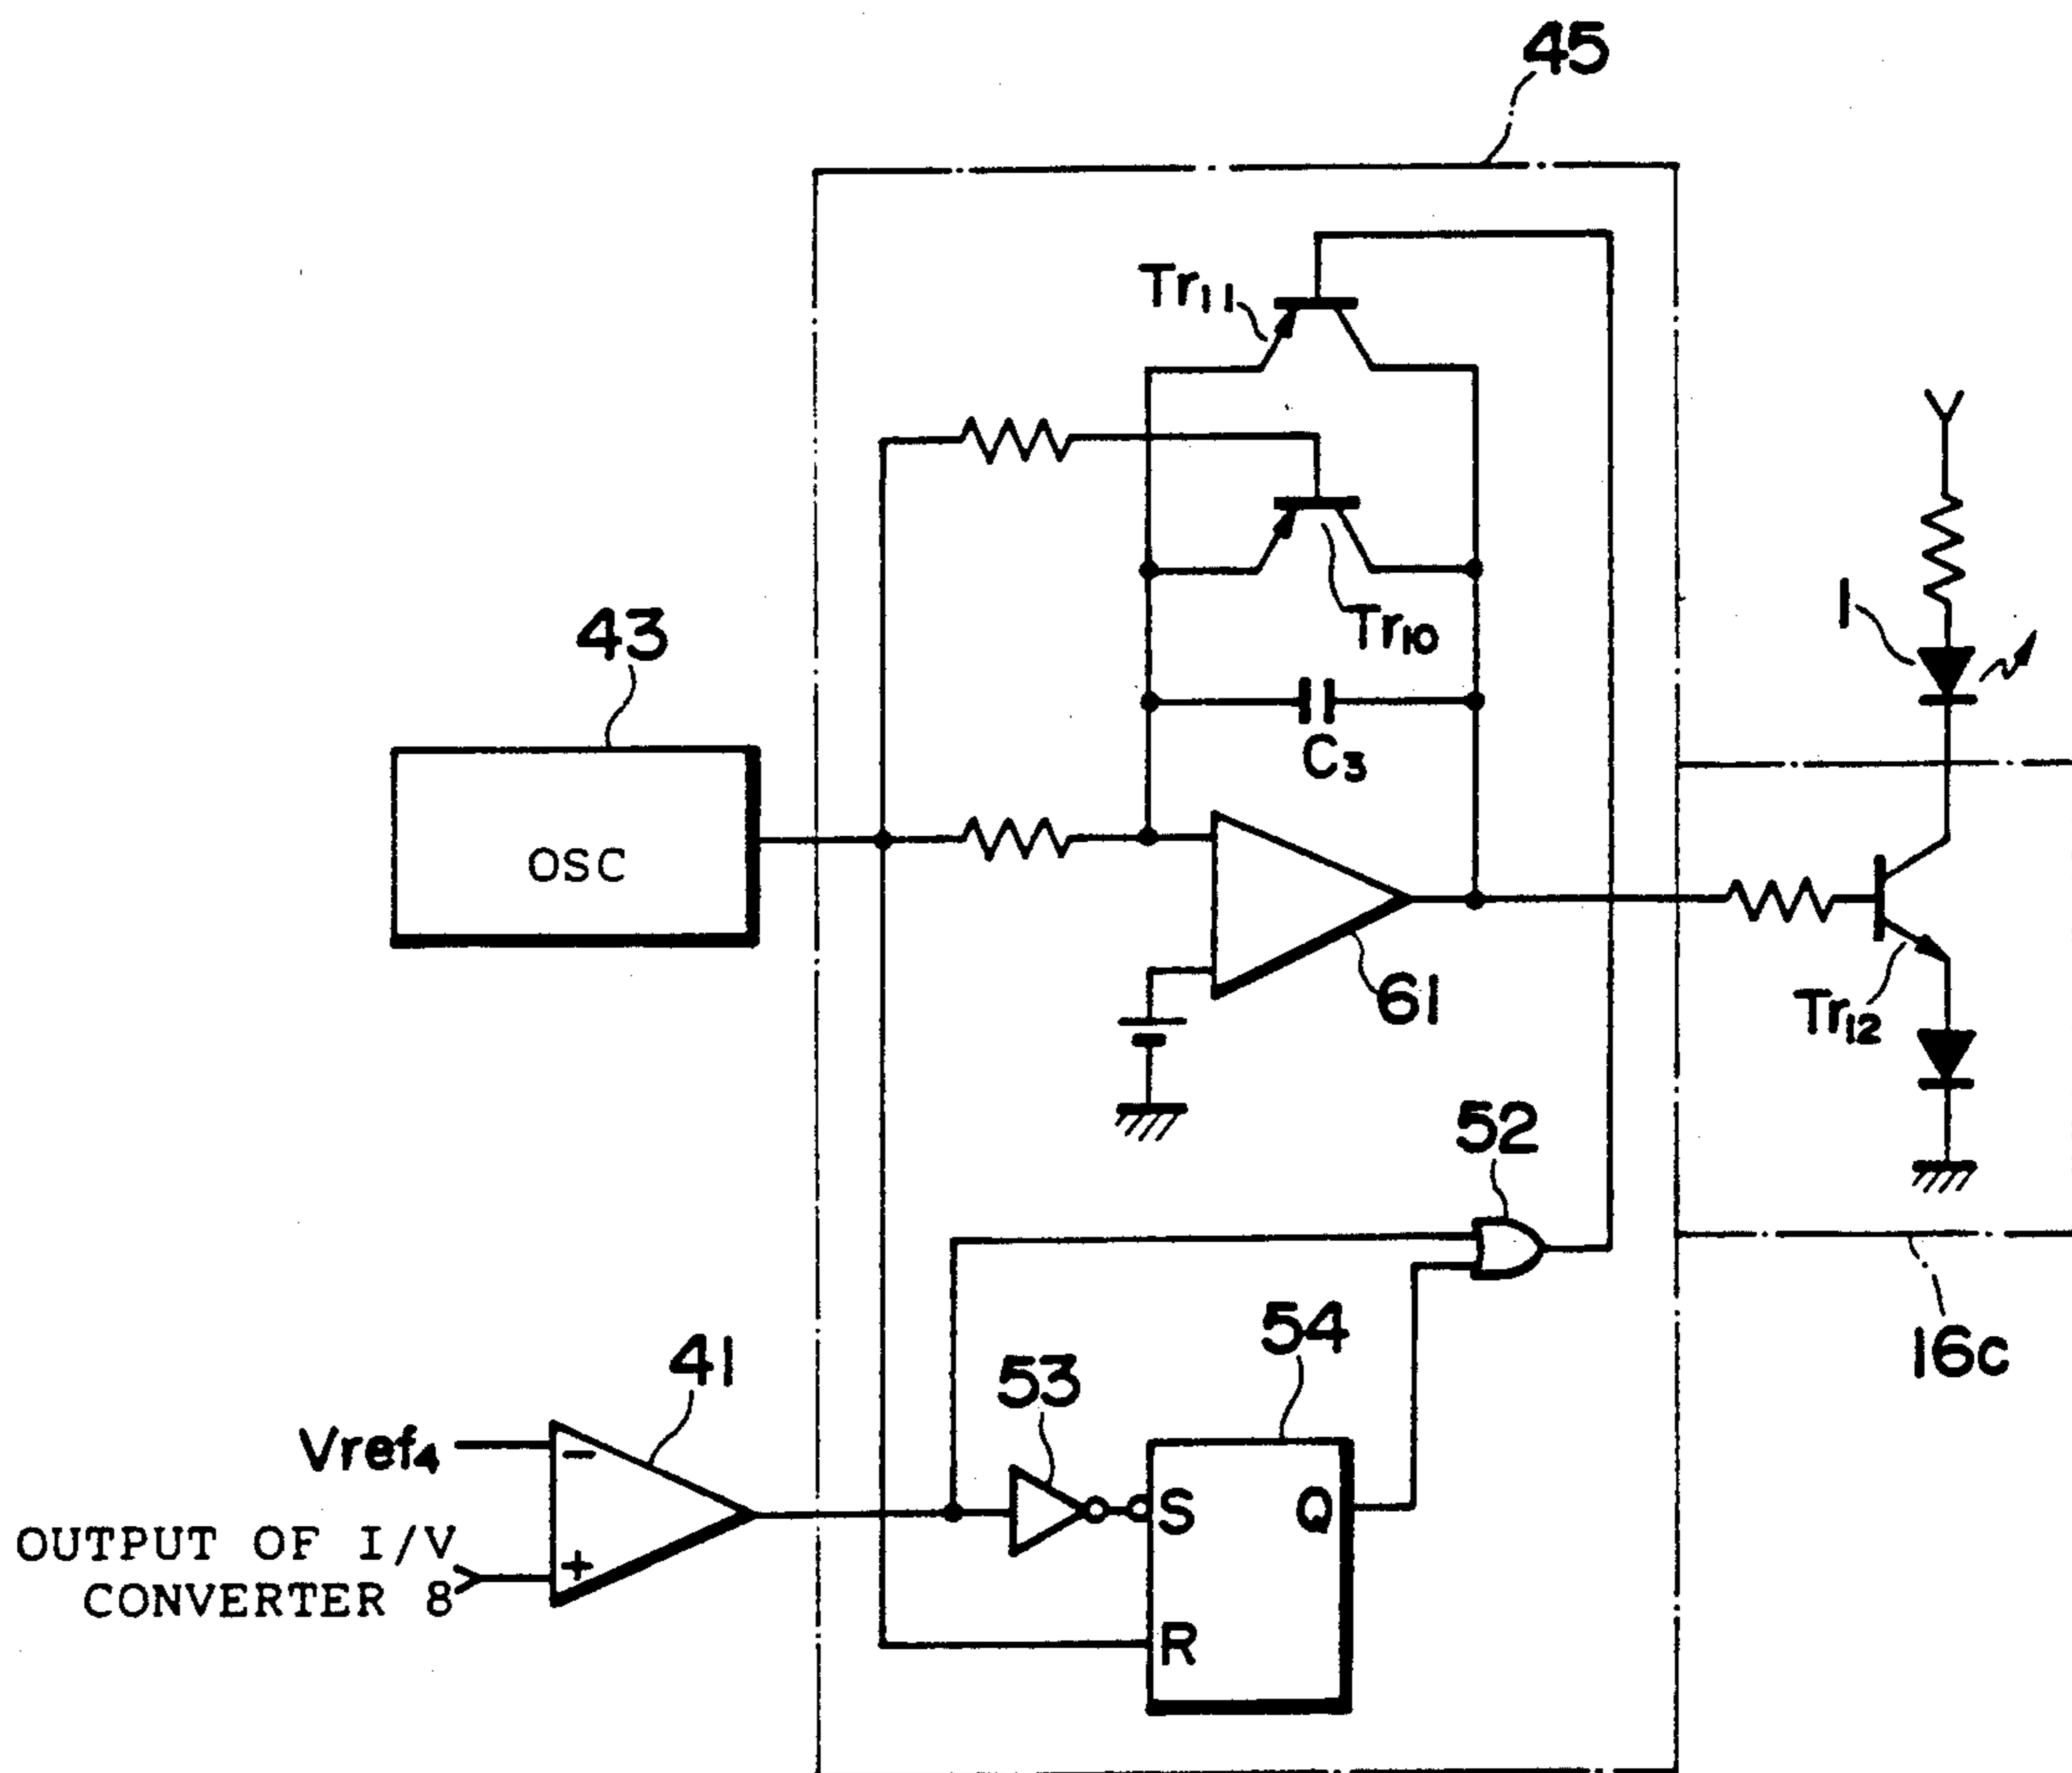 45
Tr11
Tr10
43
1
C3
OSC
61
Tr12
52
54
16c
41
53
Vref4
-
S
Q
OUTPUT OF I/V
CONVERTER 8
+
R